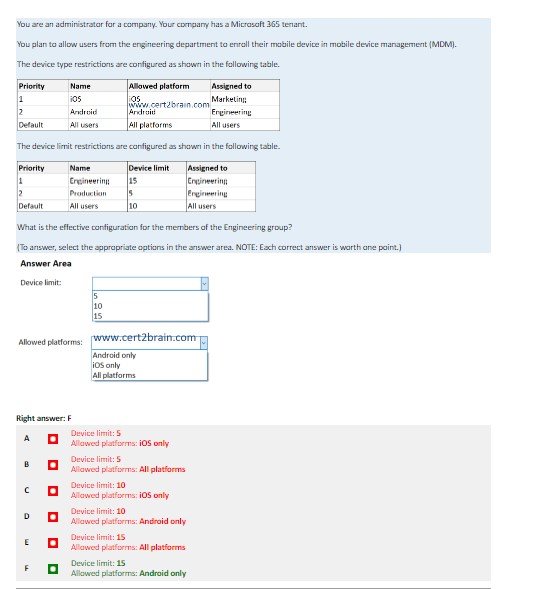 You are an administrator for a company. Your company has a Microsoft 365 tenant.
You plan to allow users from the engineering department to enroll their mobile device in mobile device management (MDM).
The device type restrictions are configured as shown in the following table.
Priority Name Allowed platform Assigned to
1 iOS iOS Marketing
www.cert2brain.com
2 Android Android Engineering
Default All users All platforms All users
The device limit restrictions are configured as shown in the following table.
Priority Name Device limit Assigned to
1 Engineering 15 Engineering
2 Production 5 Engineering
Default All users 10 All users
What is the effective configuration for the members of the Engineering group?
(To answer, select the appropriate options in the answer area. NOTE: Each correct answer is worth one point.)
Answer Area
Device limit:
5
10
15
Allowed platforms: www.cert2brain.com
Android only
iOS only
All platforms
Right answer: F
A Device limit: 5
Allowed platforms: iOS only
B Device limit: 5
Allowed platforms: All platforms
C Device limit: 10
Allowed platforms: iOS only
D Device limit: 10
Allowed platforms: Android only
E Device limit: 15
Allowed platforms: All platforms
F Device limit: 15
Allowed platforms: Android only